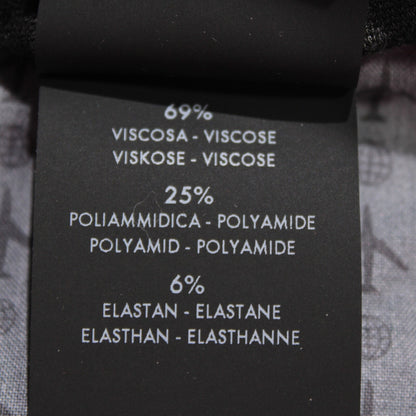 69%
VISCOSA - VISCOSE
VISKOSE - VISCOSE
25%
POLIAMMIDICA - POLYAMIDE
POLYAMID - POLYAMIDE
6%
ELASTAN - ELASTANE
ELASTHAN - ELASTHANNE